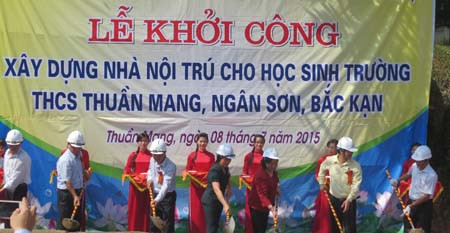 LỄ KHỞI CÔNG
XÂY DỰNG NHÀ NỘI TRÚ CHO HỌC SINH TRƯỜNG
THCS THUẦN MANG, NGÂN SƠN, BẮC KẠN
Thuần Mang, ngày 08 tháng 2015